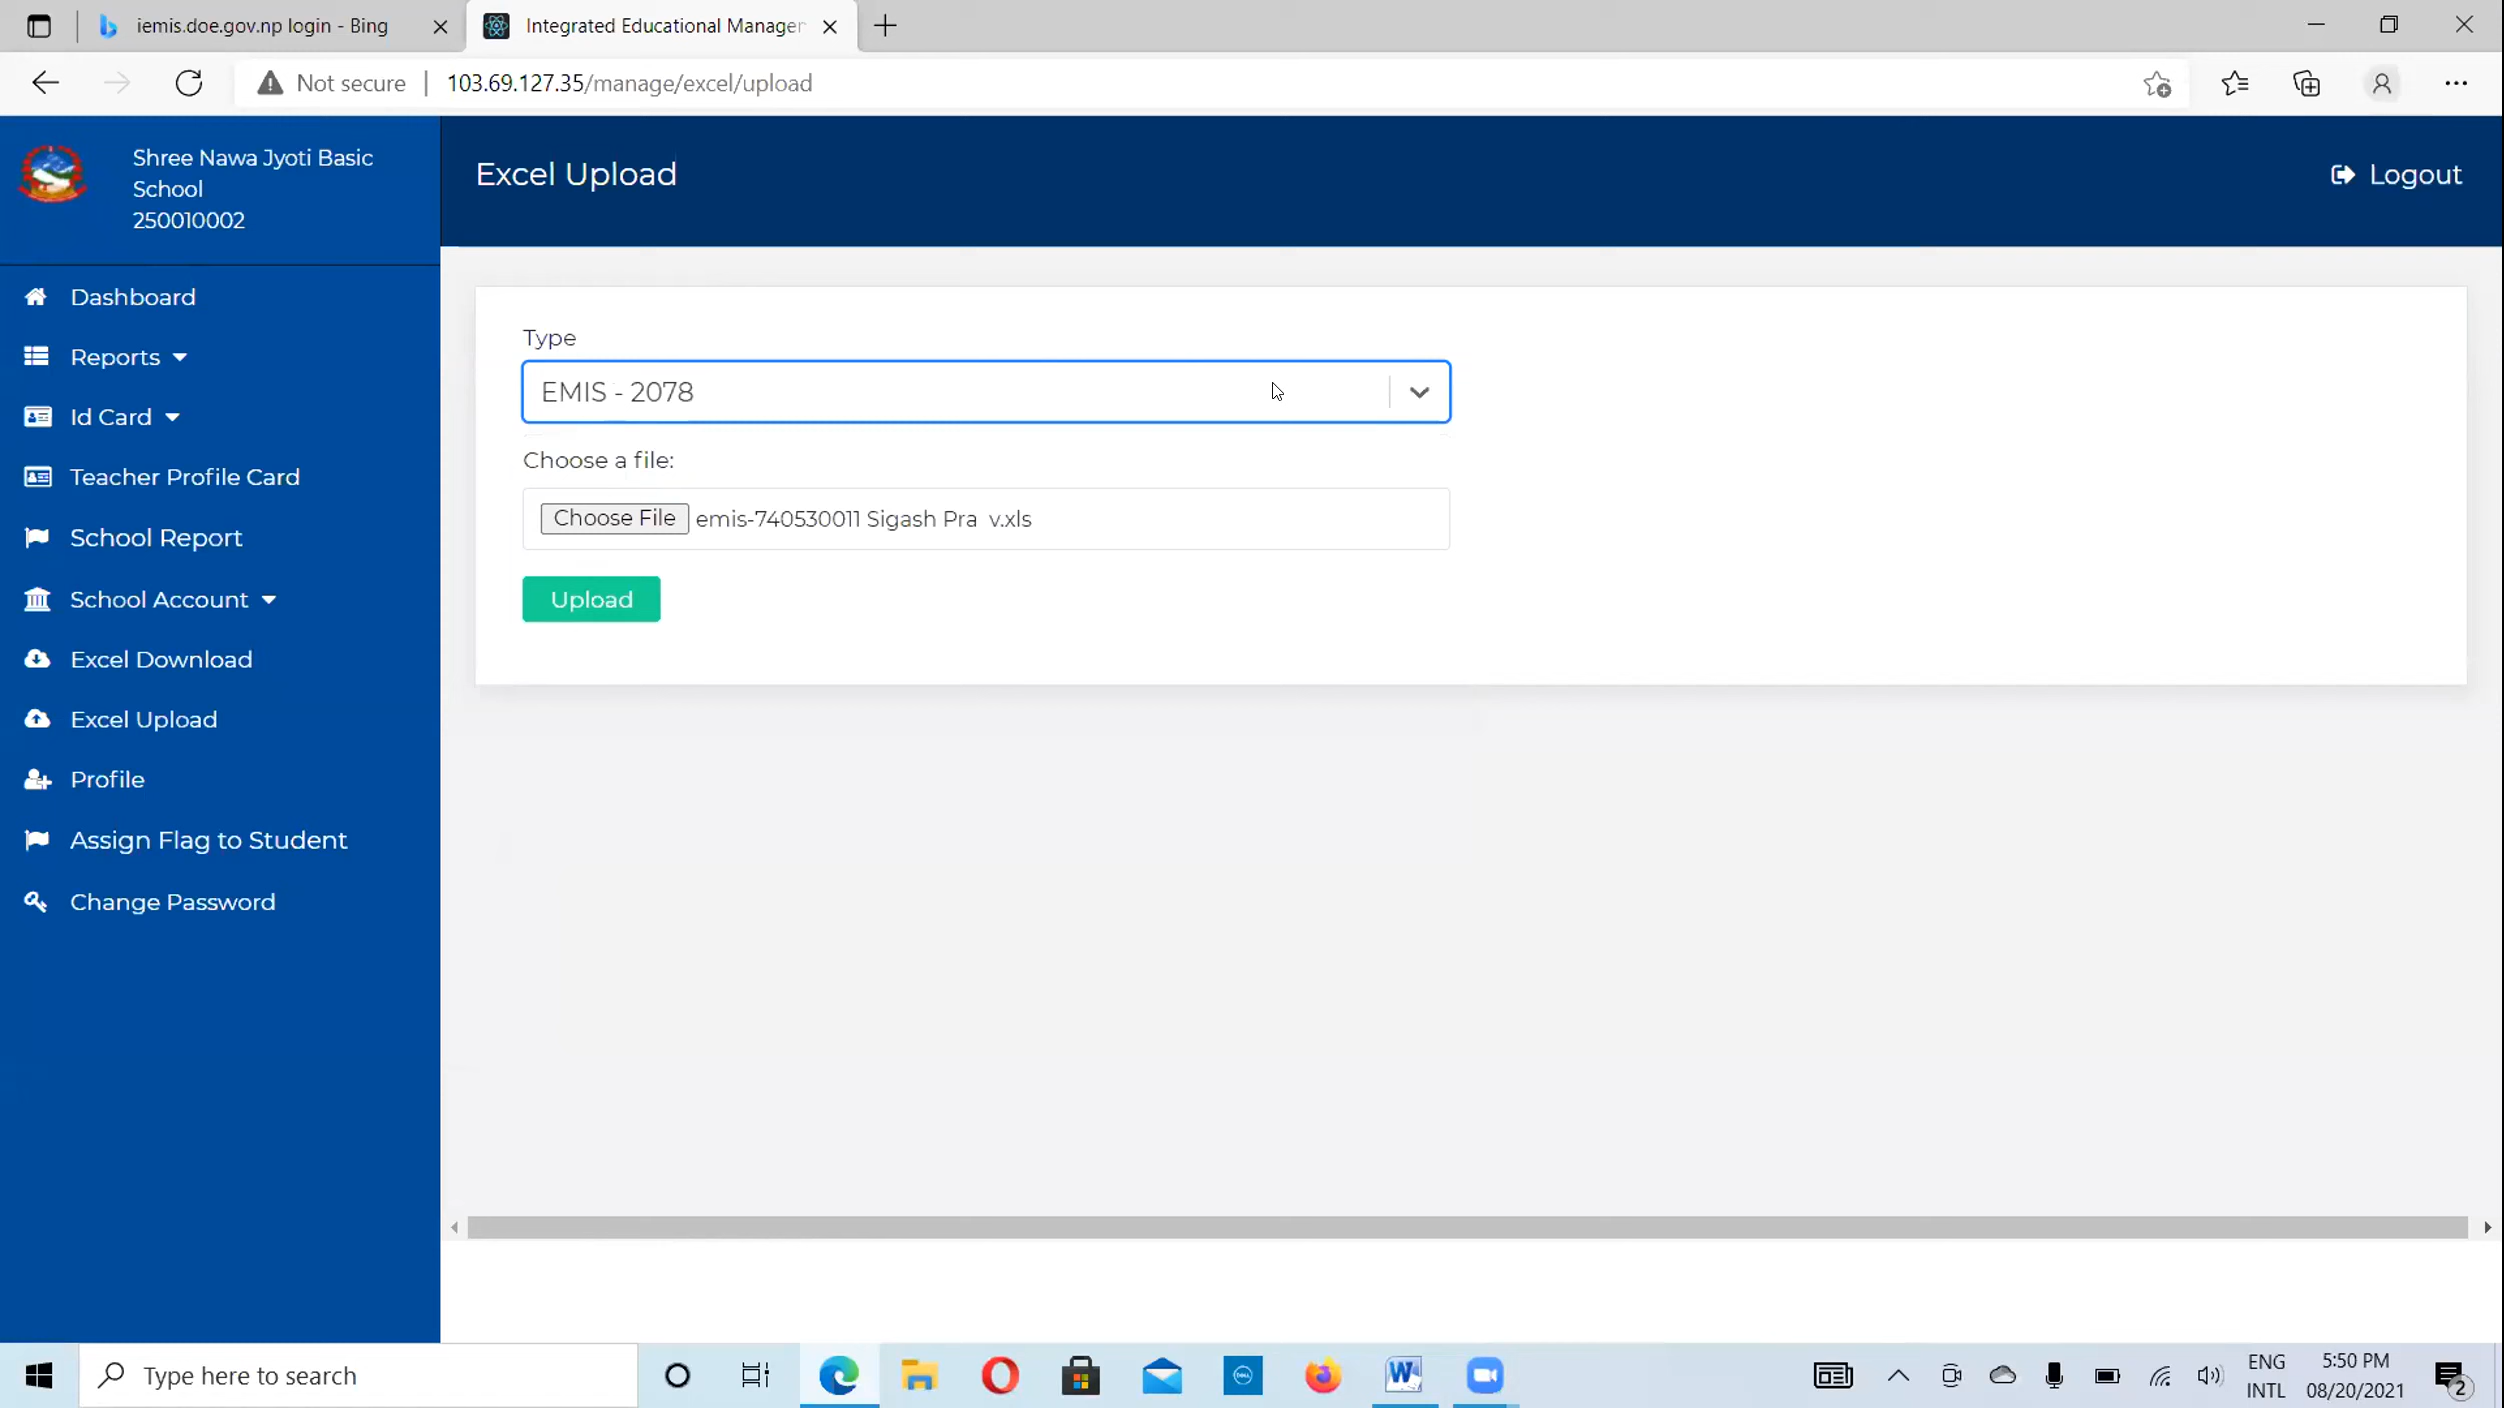 iemis.doe.gov.np login - Bing
Integrated Educational Manager
Not secure
103.69.127.35/manage/excel/upload
Shree Nawa Jyoti Basic
School
250010002
Excel Upload
Logout
Dashboard
Reports
Id Card
Teacher Profile Card
School Report
School Account
Excel Download
Excel Upload
Profile
Assign Flag to Student
Change Password
Type
EMIS - 2078
Choose a file:
Choose File emis-740530011 Sigash Pra v.xls
Upload
Type here to search
ENG
INTL
5:50 PM
08/20/2021
2